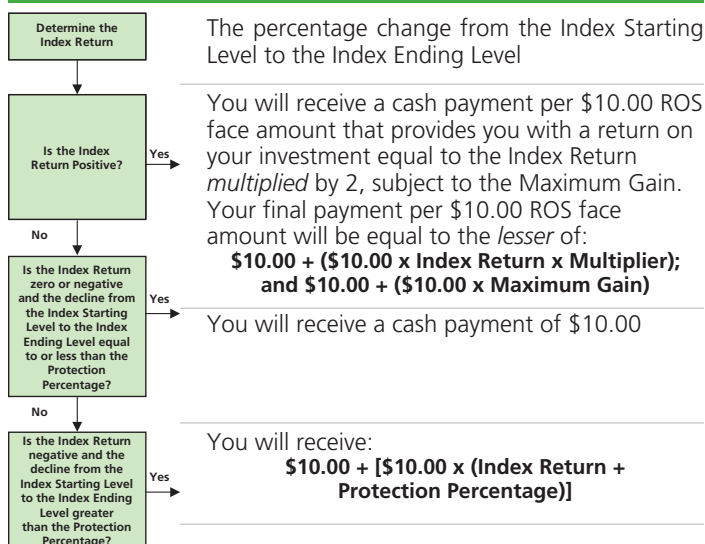 Determine the
Index Return
The percentage change from the Index Starting
Level to the Index Ending Level
Is the Index
Return Positive?
Yes
You will receive a cash payment per $10.00 ROS
face amount that provides you with a return on
your investment equal to the Index Return
multiplied by 2, subject to the Maximum Gain.
Your final payment per $10.00 ROS face
amount will be equal to the lesser of:
$10.00 + ($10.00 x Index Return x Multiplier);
and $10.00 + ($10.00 x Maximum Gain)
No
Is the Index Return
zero or negative
and the decline from
the Index Starting
Level to the Index
Ending Level equal
to or less than the
Protection
Percentage?
Yes
You will receive a cash payment of $10.00
No
Is the Index Return
negative and the
decline from the
Index Starting Level
to the Index Ending
Level greater
than the Protection
Percentage?
Yes
You will receive:
$10.00 + [$10.00 x (Index Return +
Protection Percentage)]